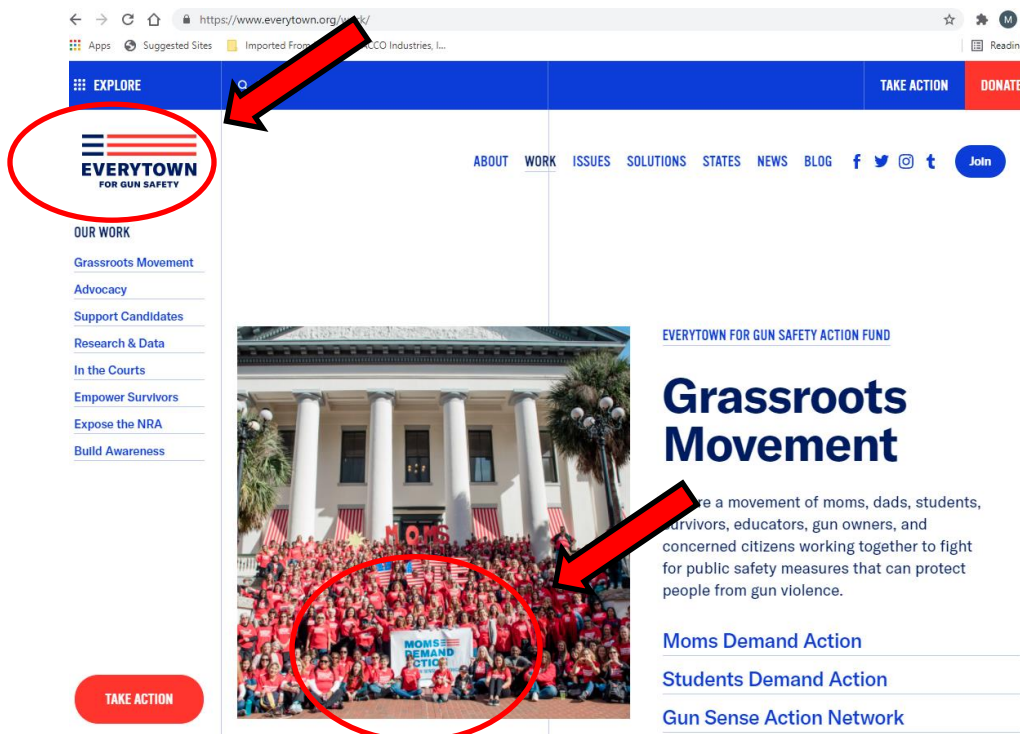 https://www.everytown.org/work/
Apps Suggested Sites Imported From CCO Industries, I... Readin
EXPLORE TAKE ACTION DONATE
EVERYTOWN
FOR GUN SAFETY
ABOUT WORK ISSUES SOLUTIONS STATES NEWS BLOG f t Join
M
OUR WORK
Grassroots Movement
Advocacy
Support Candidates
Research & Data
In the Courts
Empower Survivors
Expose the NRA
Build Awareness
TAKE ACTION
MOMS
MOMS
DEMAND
ACTION
EVERYTOWN FOR GUN SAFETY ACTION FUND
Grassroots
Movement
re a movement of moms, dads, students,
survivors, educators, gun owners, and
concerned citizens working together to fight
for public safety measures that can protect
people from gun violence.
Moms Demand Action
Students Demand Action
Gun Sense Action Network